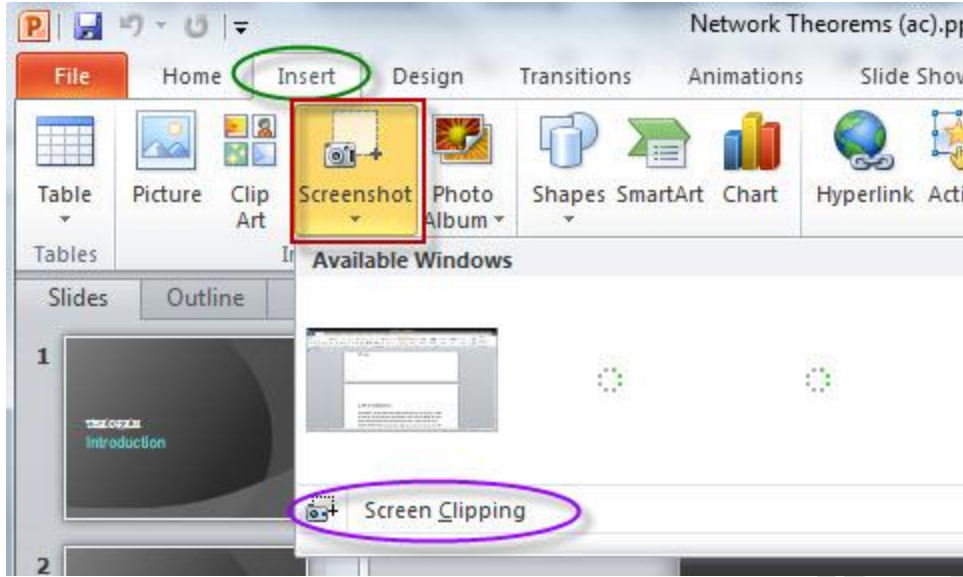 P
Network Theorems (ac).pp
File Home Insert Design Transitions Animations Slide Show
Table Picture Clip Art Screenshot Photo Album Shapes SmartArt Chart Hyperlink Acti
Tables
Available Windows
Slides Outline
1
Introduction
Screen Clipping
2